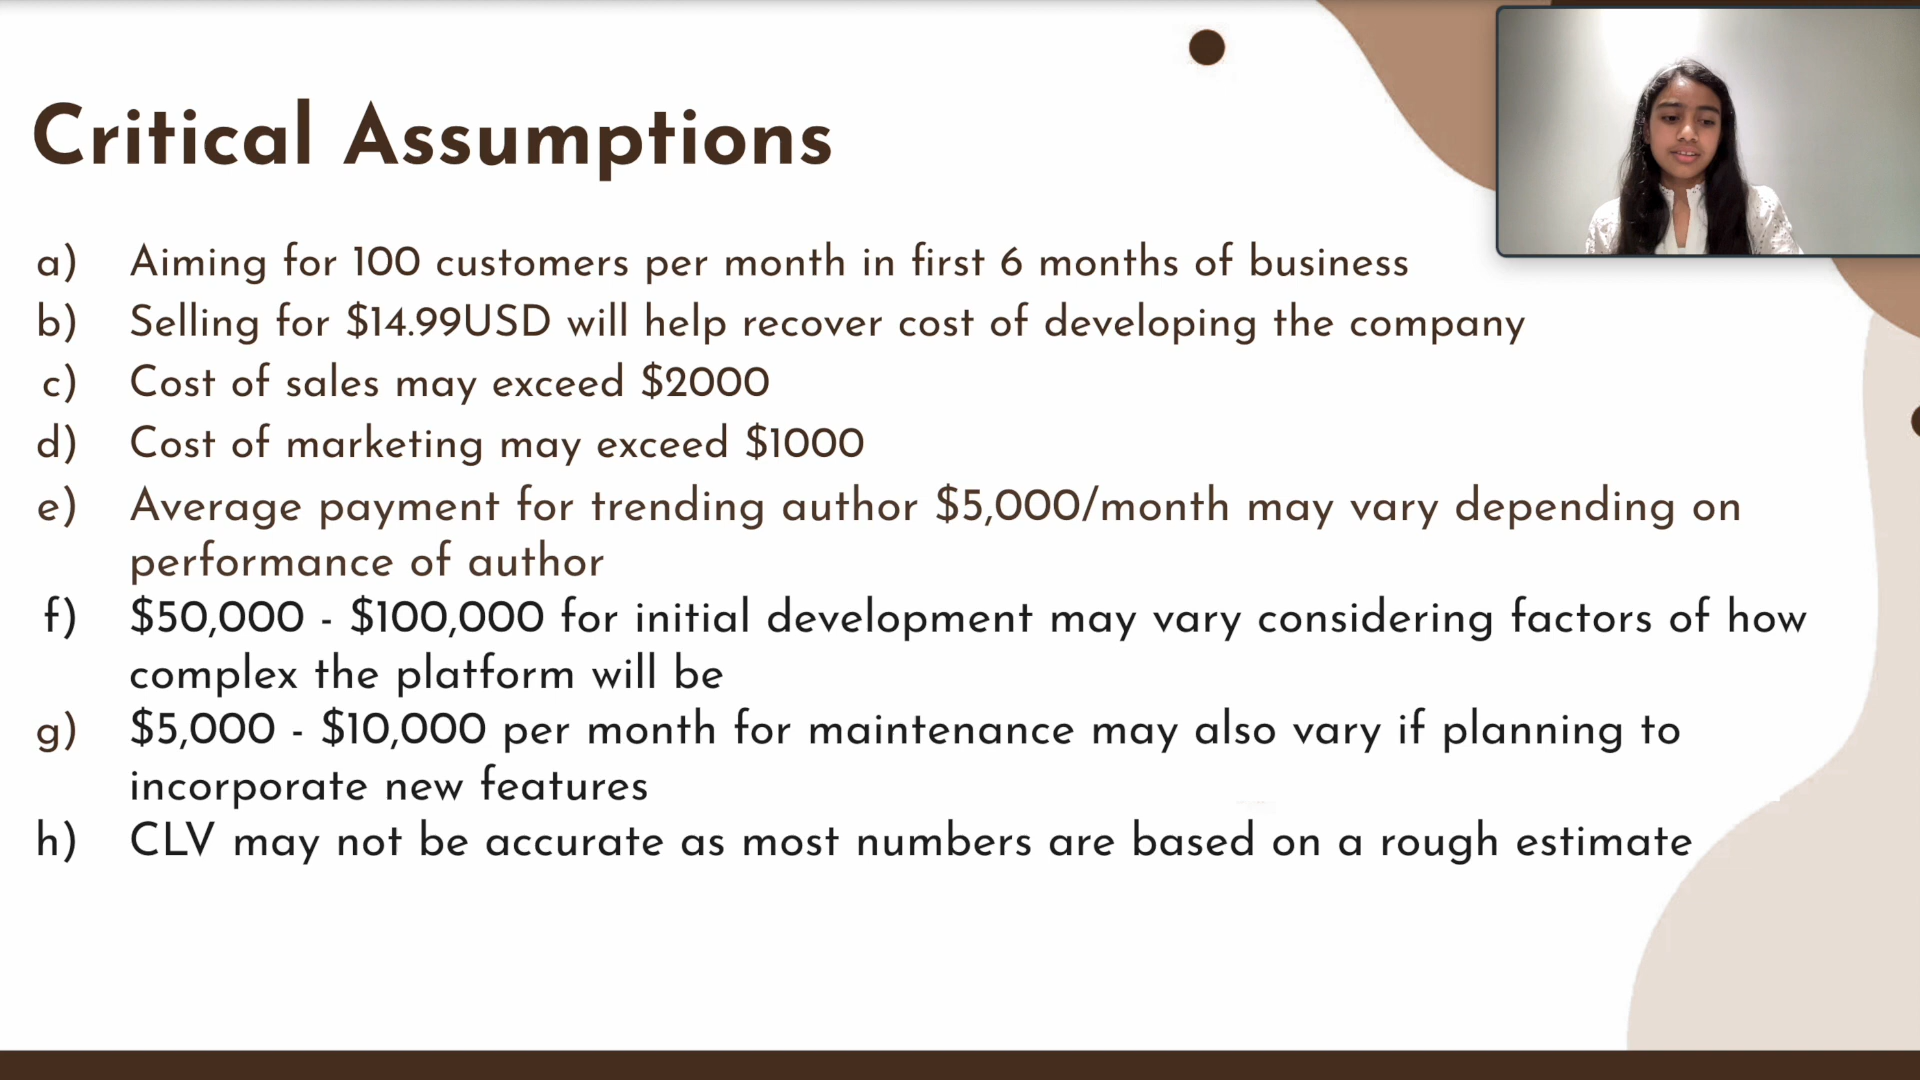 Critical Assumptions
a) Aiming for 100 customers per month in first 6 months of business
b) Selling for $14.99USD will help recover cost of developing the company
c) Cost of sales may exceed $2000
d) Cost of marketing may exceed $1000
e) Average payment for trending author $5,000/month may vary depending on
performance of author
f) $50,000 - $100,000 for initial development may vary considering factors of how
complex the platform will be
g) $5,000 - $10,000 per month for maintenance may also vary if planning to
incorporate new features
h) CLV may not be accurate as most numbers are based on a rough estimate